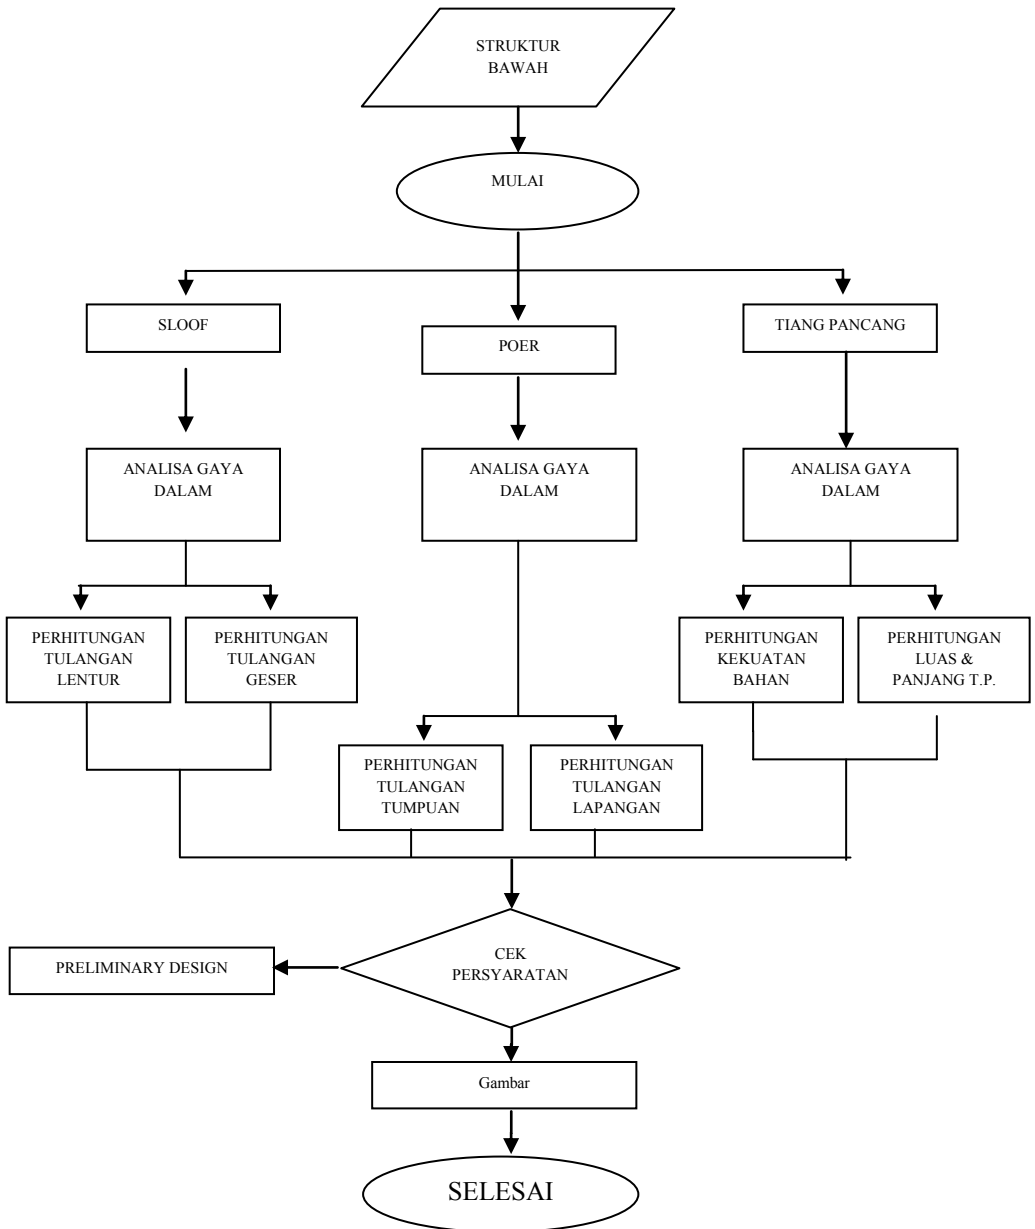 STRUKTUR
BAWAH
MULAI
SLOOF
POER
TIANG PANCANG
ANALISA GAYA
DALAM
ANALISA GAYA
DALAM
ANALISA GAYA
DALAM
PERHITUNGAN
TULANGAN
LENTUR
PERHITUNGAN
TULANGAN
GESER
PERHITUNGAN
KEKUATAN
BAHAN
PERHITUNGAN
LUAS &
PANJANG T.P.
PERHITUNGAN
TULANGAN
TUMPUAN
PERHITUNGAN
TULANGAN
LAPANGAN
CEK
PERSYARATAN
PRELIMINARY DESIGN
Gambar
SELESAI